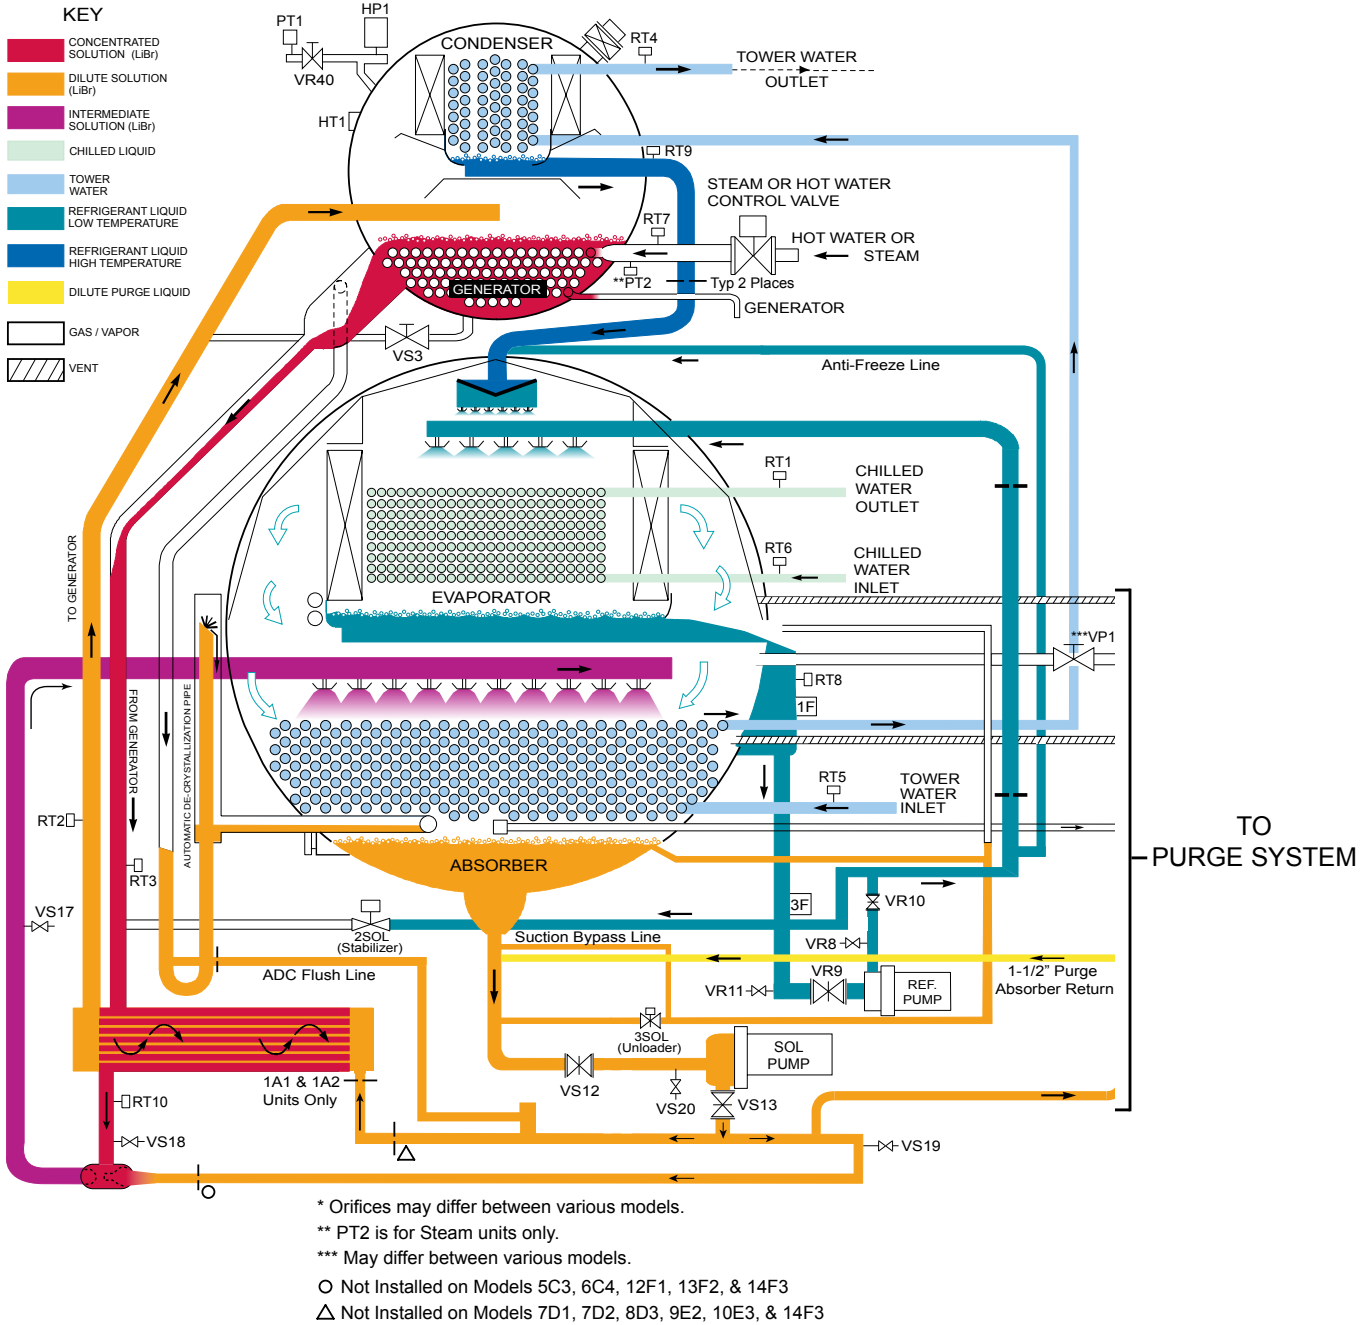 KEY
CONCENTRATED
SOLUTION (LiBr)
DILUTE SOLUTION
(LiBr)
INTERMEDIATE
SOLUTION (LiBr)
CHILLED LIQUID
TOWER
WATER
REFRIGERANT LIQUID
LOW TEMPERATURE
REFRIGERANT LIQUID
HIGH TEMPERATURE
DILUTE PURGE LIQUID
GAS / VAPOR
VENT
PT1
HP1
VR40
HT1
CONDENSER
RT4
TOWER WATER
OUTLET
RT9
STEAM OR HOT WATER
CONTROL VALVE
RT7
HOT WATER OR
STEAM
**PT2
Typ 2 Places
GENERATOR
GENERATOR
VS3
Anti-Freeze Line
RT1
CHILLED
WATER
OUTLET
RT6
CHILLED
WATER
INLET
EVAPORATOR
TO GENERATOR
FROM GENERATOR
AUTOMATIC DE-CRYSTALLIZATION PIPE
***VP1
RT8
1F
RT5
TOWER
WATER
INLET
RT2
RT3
ABSORBER
TO
PURGE SYSTEM
VS17
2SOL
(Stabilizer)
3F
VR10
Suction Bypass Line
VR8
ADC Flush Line
VR9
VR11
REF.
PUMP
1-1/2” Purge
Absorber Return
3SOL
(Unloader)
SOL
PUMP
1A1 & 1A2
Units Only
VS12
VS20
VS13
RT10
VS18
VS19
* Orifices may differ between various models.
** PT2 is for Steam units only.
*** May differ between various models.
Not Installed on Models 5C3, 6C4, 12F1, 13F2, & 14F3
Not Installed on Models 7D1, 7D2, 8D3, 9E2, 10E3, & 14F3